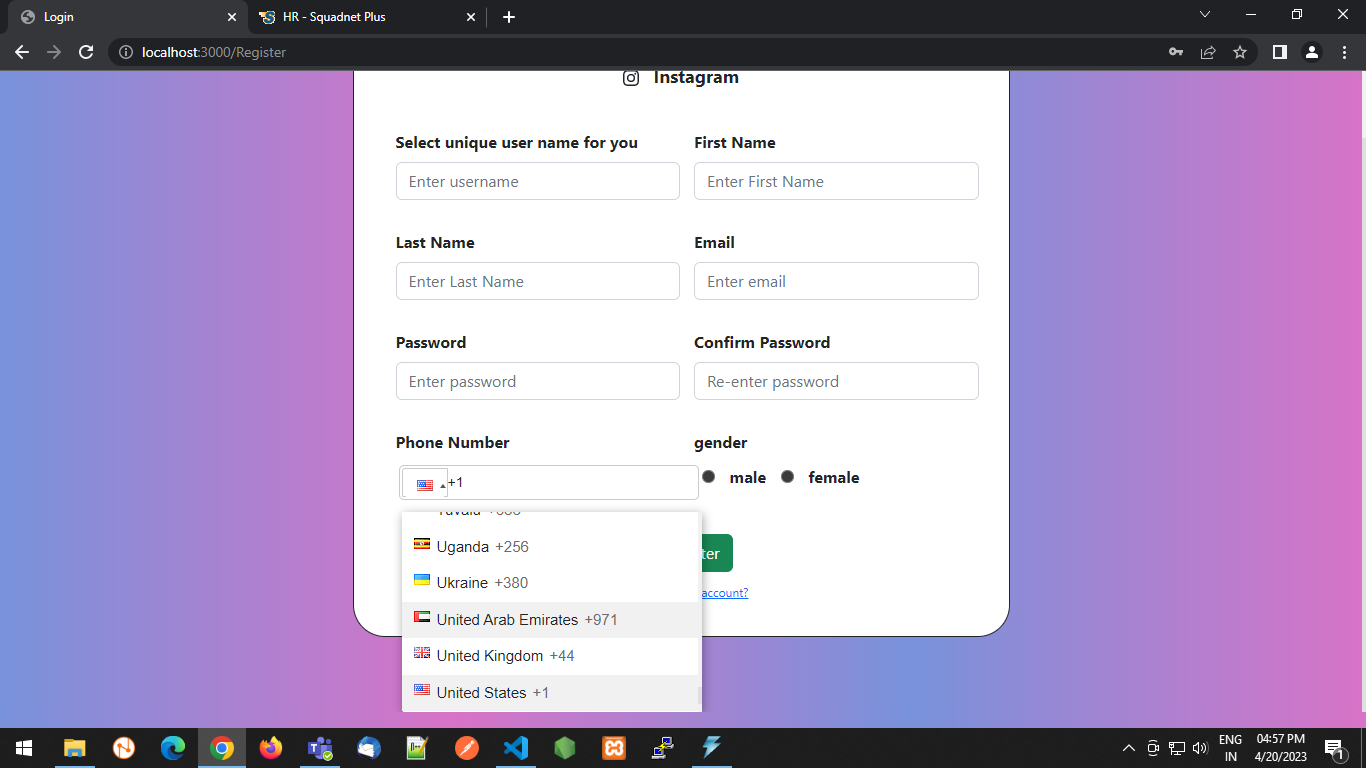 Login
HR - Squadnet Plus
localhost:3000/Register
Instagram
Select unique user name for you
First Name
Enter username
Enter First Name
Last Name
Email
Enter Last Name
Enter email
Password
Confirm Password
Enter password
Re-enter password
Phone Number
gender
+1
male
female
Uganda +256
ter
Ukraine +380
account?
United Arab Emirates +971
United Kingdom +44
United States +1
ENG
IN
04:57 PM
4/20/2023
1